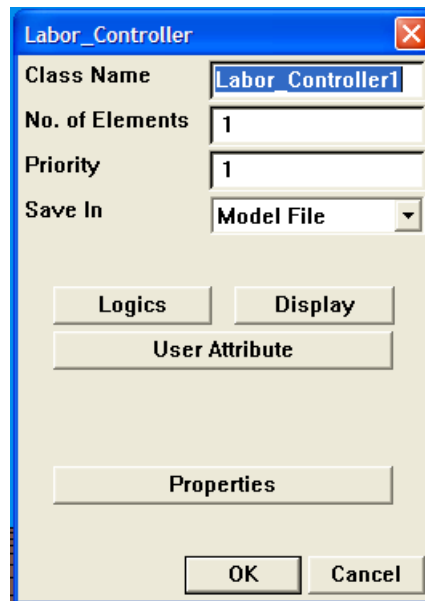 Labor_Controller
Class Name Labor_Controller1
No. of Elements 1
Priority 1
Save In Model File
Logics Display
User Attribute
Properties
OK Cancel